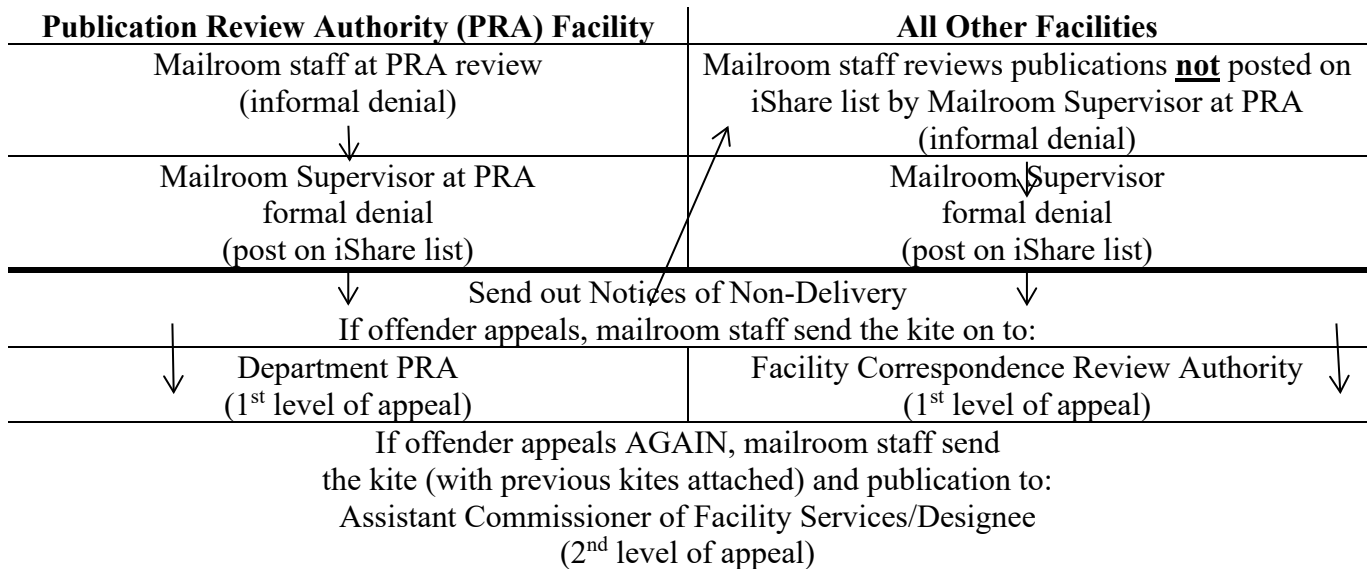 Publication Review Authority (PRA) Facility
All Other Facilities
Mailroom staff at PRA review
(informal denial)
Mailroom staff reviews publications not posted on
iShare list by Mailroom Supervisor at PRA
(informal denial)
Mailroom Supervisor at PRA
formal denial
(post on iShare list)
Mailroom Supervisor
formal denial
(post on iShare list)
Send out Notices of Non-Delivery
If offender appeals, mailroom staff send the kite on to:
Department PRA
(1st level of appeal)
Facility Correspondence Review Authority
(1st level of appeal)
If offender appeals AGAIN, mailroom staff send
the kite (with previous kites attached) and publication to:
Assistant Commissioner of Facility Services/Designee
(2nd level of appeal)